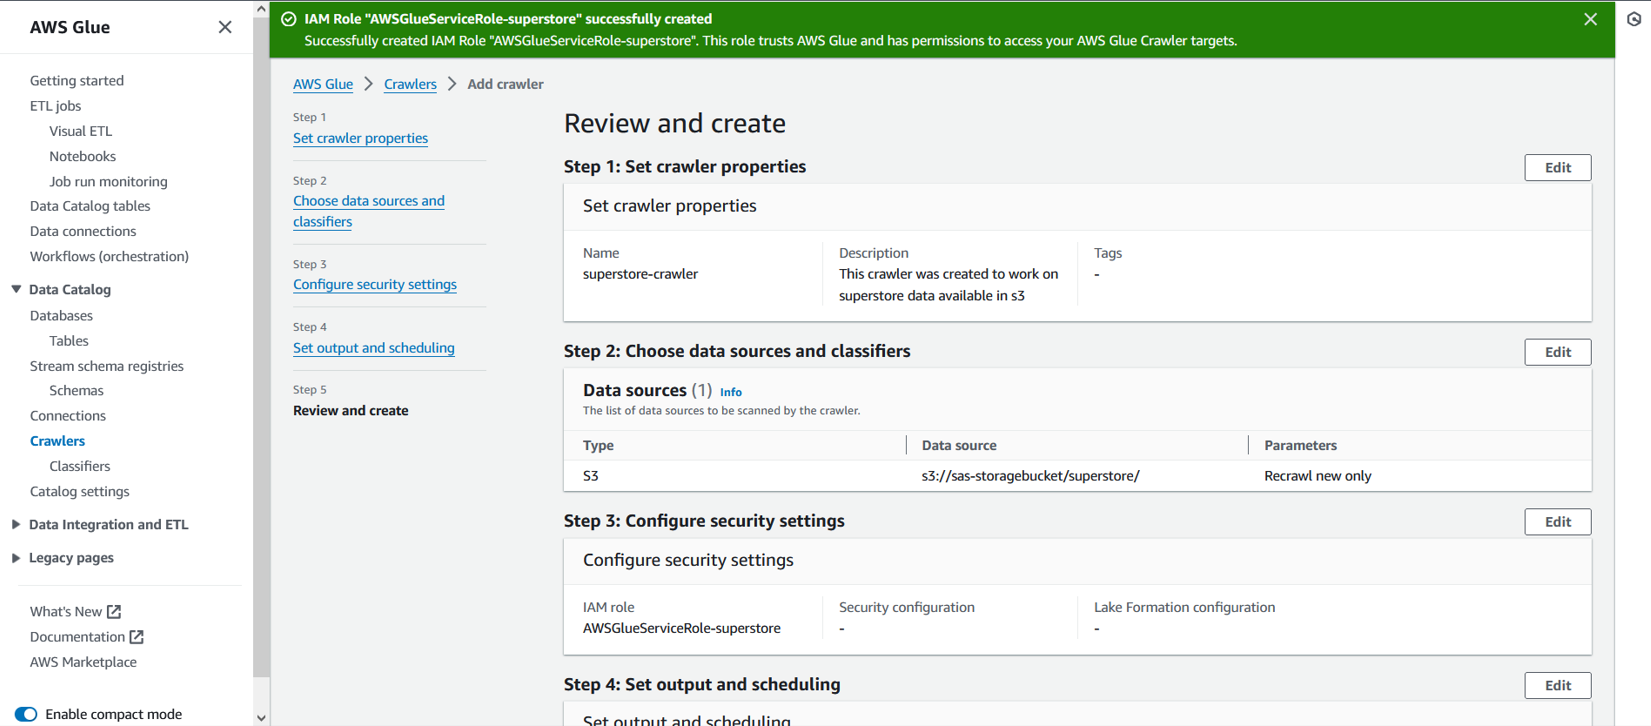 AWS Glue
Getting started
ETL jobs
Visual ETL
Notebooks
Job run monitoring
Data Catalog tables
Data connections
Workflows (orchestration)
Data Catalog
Databases
Tables
Stream schema registries
Schemas
Connections
Crawlers
Classifiers
Catalog settings
Data Integration and ETL
Legacy pages
What's New
Documentation
AWS Marketplace
Enable compact mode
IAM Role "AWSGlueServiceRole-superstore" successfully created
Successfully created IAM Role "AWSGlueServiceRole-superstore". This role trusts AWS Glue and has permissions to access your AWS Glue Crawler targets.
AWS Glue > Crawlers > Add crawler
Step 1
Set crawler properties
Step 2
Choose data sources and
classifiers
Step 3
Configure security settings
Step 4
Set output and scheduling
Step 5
Review and create
Review and create
Step 1: Set crawler properties
Edit
Set crawler properties
Name
superstore-crawler
Description
This crawler was created to work on
superstore data available in s3
Tags
-
Step 2: Choose data sources and classifiers
Edit
Data sources (1) Info
The list of data sources to be scanned by the crawler.
Type Data source Parameters
S3 s3://sas-storagebucket/superstore/ Recrawl new only
Step 3: Configure security settings
Edit
Configure security settings
IAM role
AWSGlueServiceRole-superstore
Security configuration
-
Lake Formation configuration
-
Step 4: Set output and scheduling
Edit
Set output and scheduling